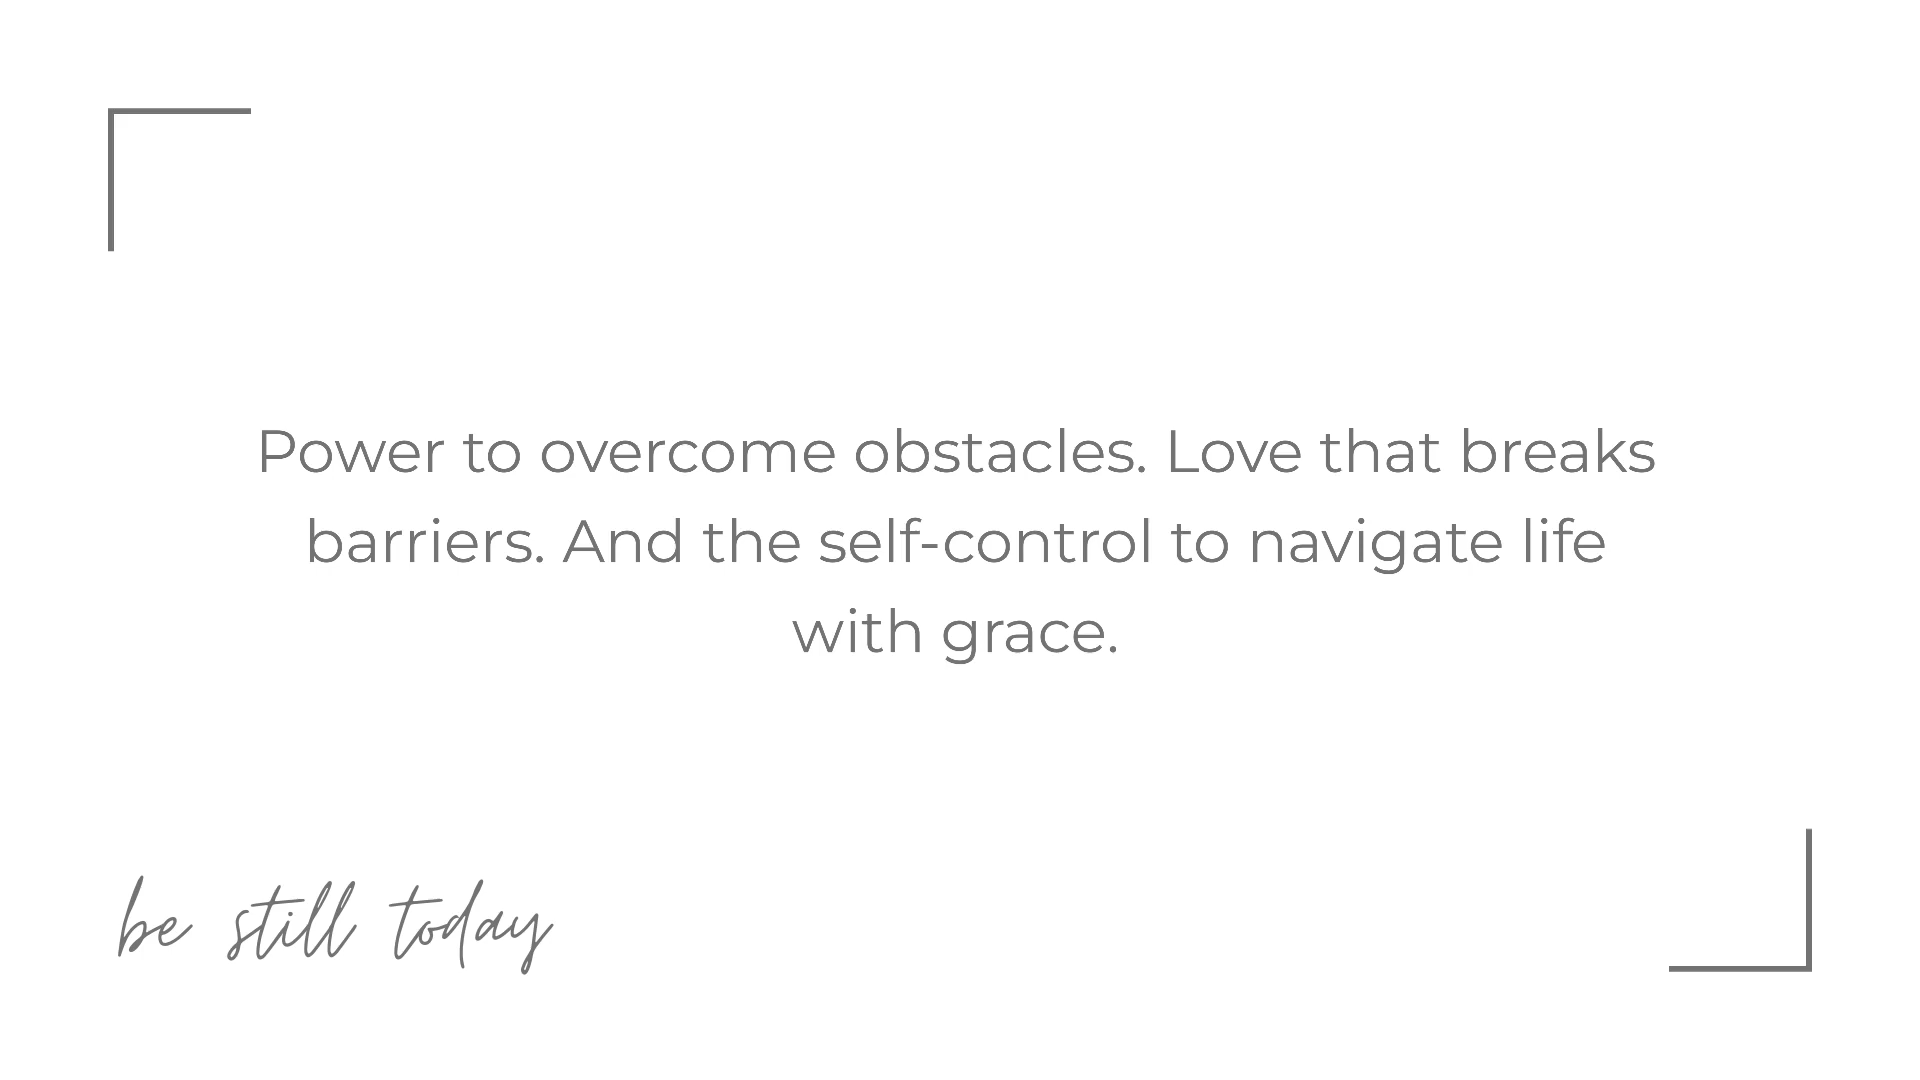 Power to overcome obstacles. Love that breaks
barriers. And the self-control to navigate life
with grace.
be still today